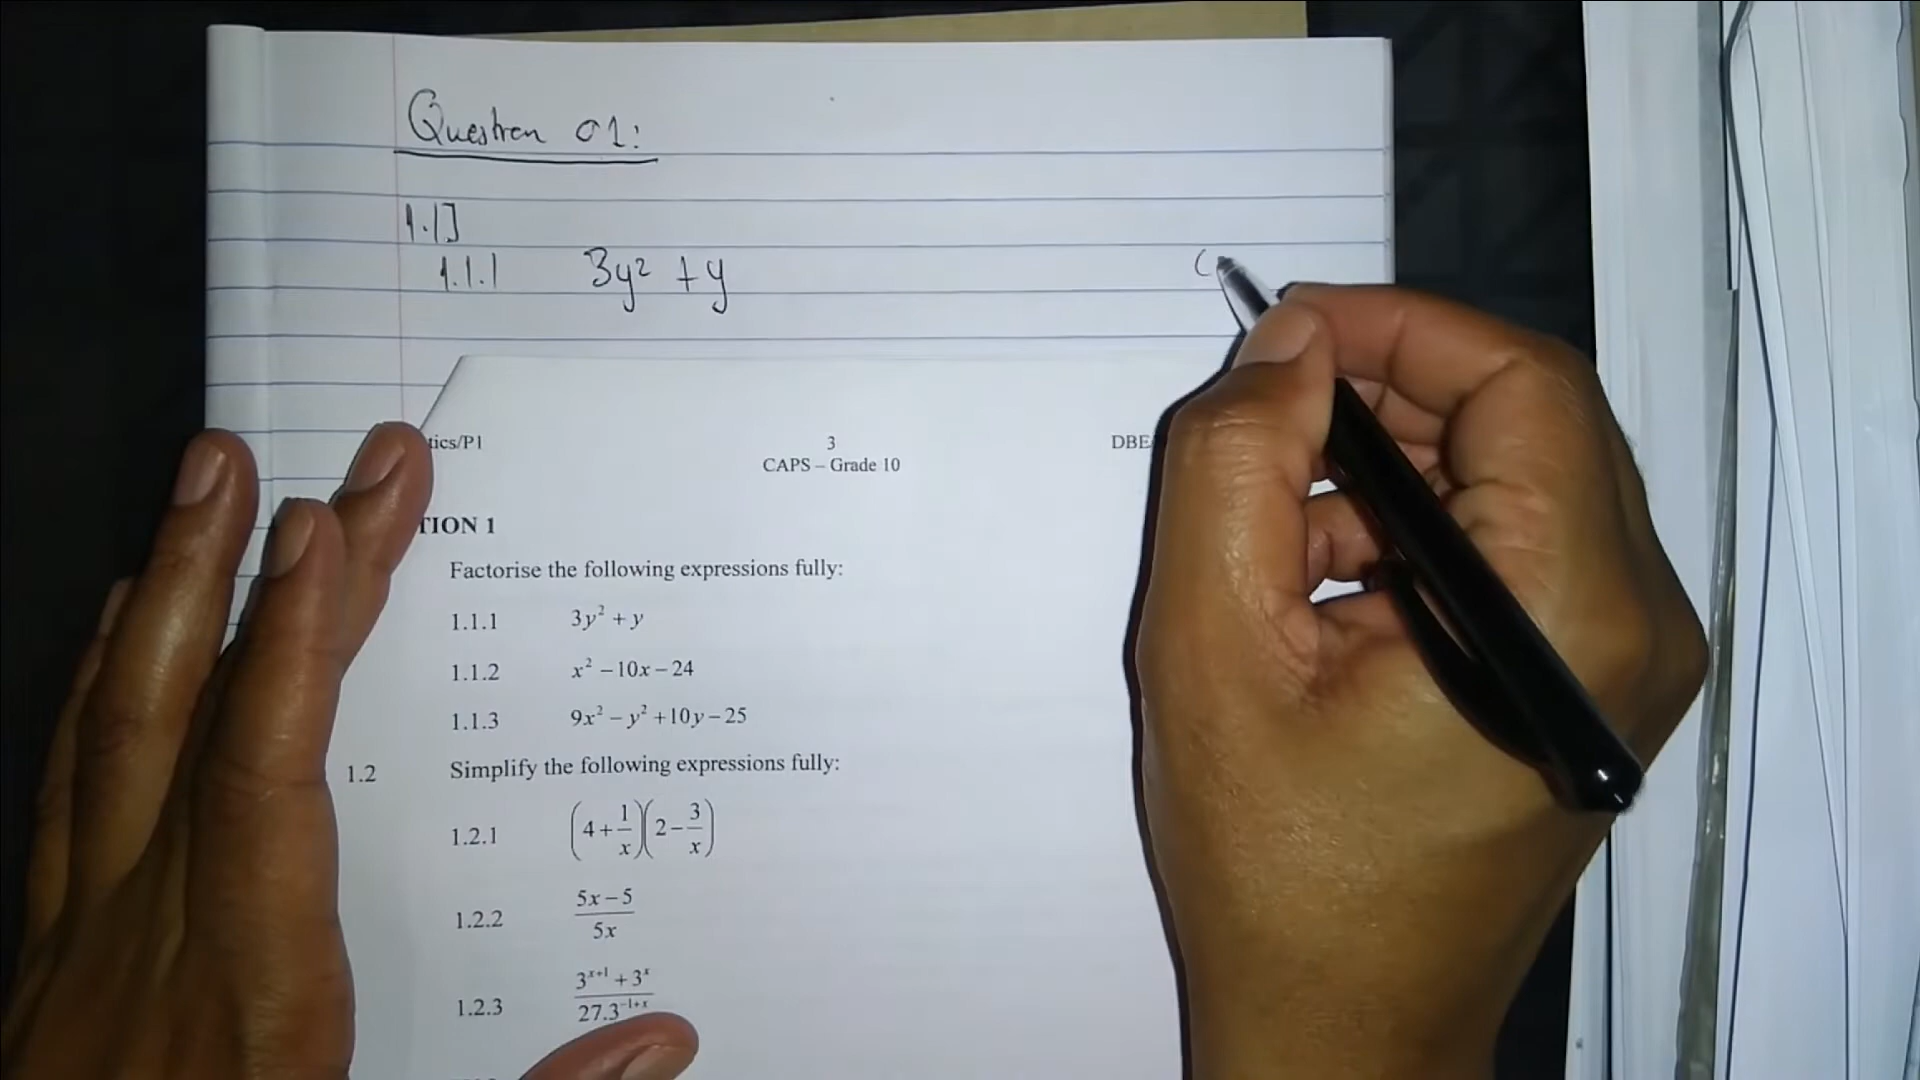 Question 01:
1.1]
1.1.1 3y² + y
(
tics/P1 3 DBE
CAPS – Grade 10
TION 1
Factorise the following expressions fully:
1.1.1 3y² + y
1.1.2 x² – 10x – 24
1.1.3 9x² – y² + 10y – 25
1.2 Simplify the following expressions fully:
1.2.1 (4 + 1/x)(2 – 3/x)
1.2.2 (5x – 5)/(5x)
1.2.3 (3ˣ⁺¹ + 3ˣ)/(27.3⁻¹⁺ˣ)